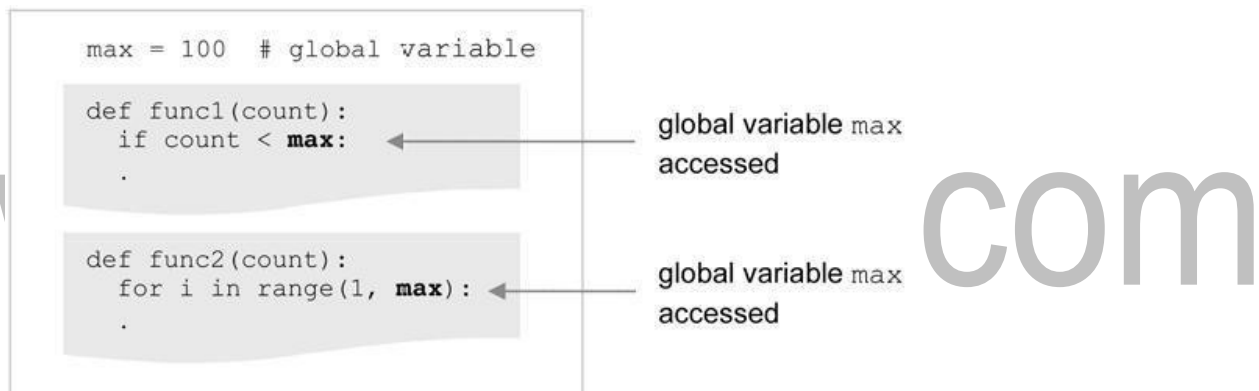 max = 100  # global variable
def func1(count):
  if count < max:
  .
global variable max
accessed
def func2(count):
  for i in range(1, max):
  .
global variable max
accessed
com